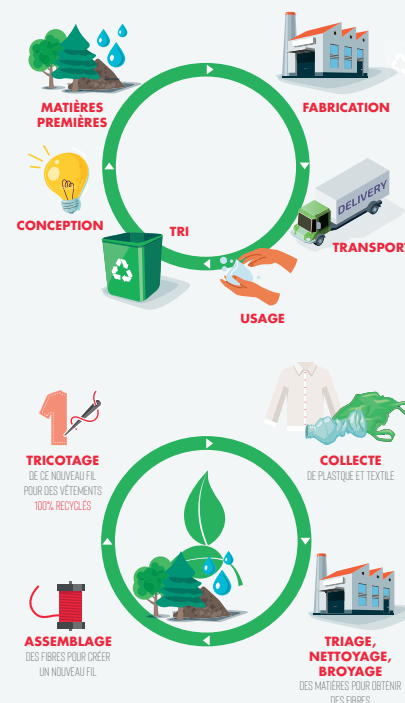 MATIÈRES
PREMIÈRES
FABRICATION
DELIVERY
CONCEPTION
TRI
TRANSPORT
USAGE
TRICOTAGE
DE CE NOUVEAU FIL
POUR DES VÊTEMENTS
100% RECYCLÉS
COLLECTE
DE PLASTQUE ET TEXTILE
ASSEMBLAGE
DES FIBRES POUR CRÉER
UN NOUVEAU FIL
TRIAGE,
NETTOYAGE,
BROYAGE
DES MATIÈRES POUR OBTENIR
DES FIBRES